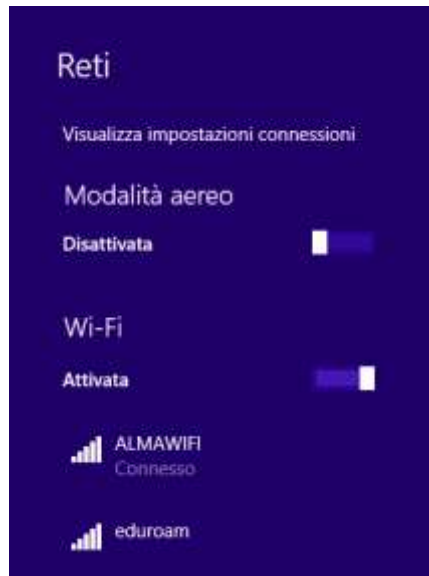 Reti
Visualizza impostazioni connessioni
Modalità aereo
Disattivata
Wi-Fi
Attivata
ALMAWIFI
Connesso
eduroam